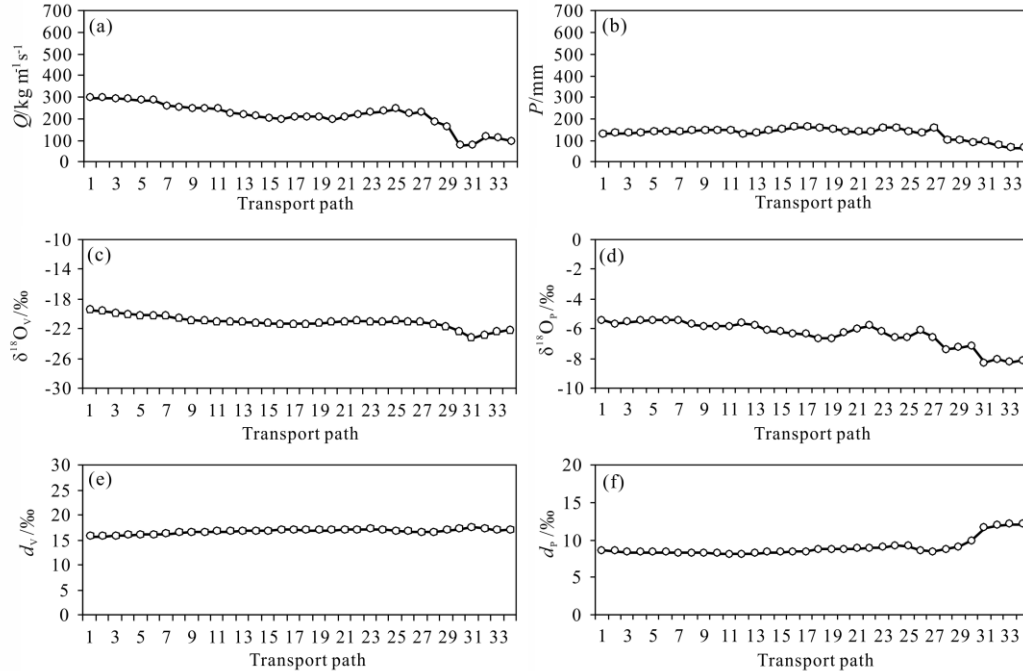 (a)
Q/kg m⁻¹ s⁻¹
700
600
500
400
300
200
100
0
1 3 5 7 9 11 13 15 17 19 21 23 25 27 29 31 33
Transport path
(b)
P/mm
700
600
500
400
300
200
100
0
1 3 5 7 9 11 13 15 17 19 21 23 25 27 29 31 33
Transport path
(c)
δ¹⁸Oᵥ/‰
-10
-14
-18
-22
-26
-30
1 3 5 7 9 11 13 15 17 19 21 23 25 27 29 31 33
Transport path
(d)
δ¹⁸Oₚ/‰
0
-2
-4
-6
-8
-10
1 3 5 7 9 11 13 15 17 19 21 23 25 27 29 31 33
Transport path
(e)
dᵥ/‰
30
25
20
15
10
5
0
1 3 5 7 9 11 13 15 17 19 21 23 25 27 29 31 33
Transport path
(f)
dₚ/‰
20
15
10
5
0
1 3 5 7 9 11 13 15 17 19 21 23 25 27 29 31 33
Transport path